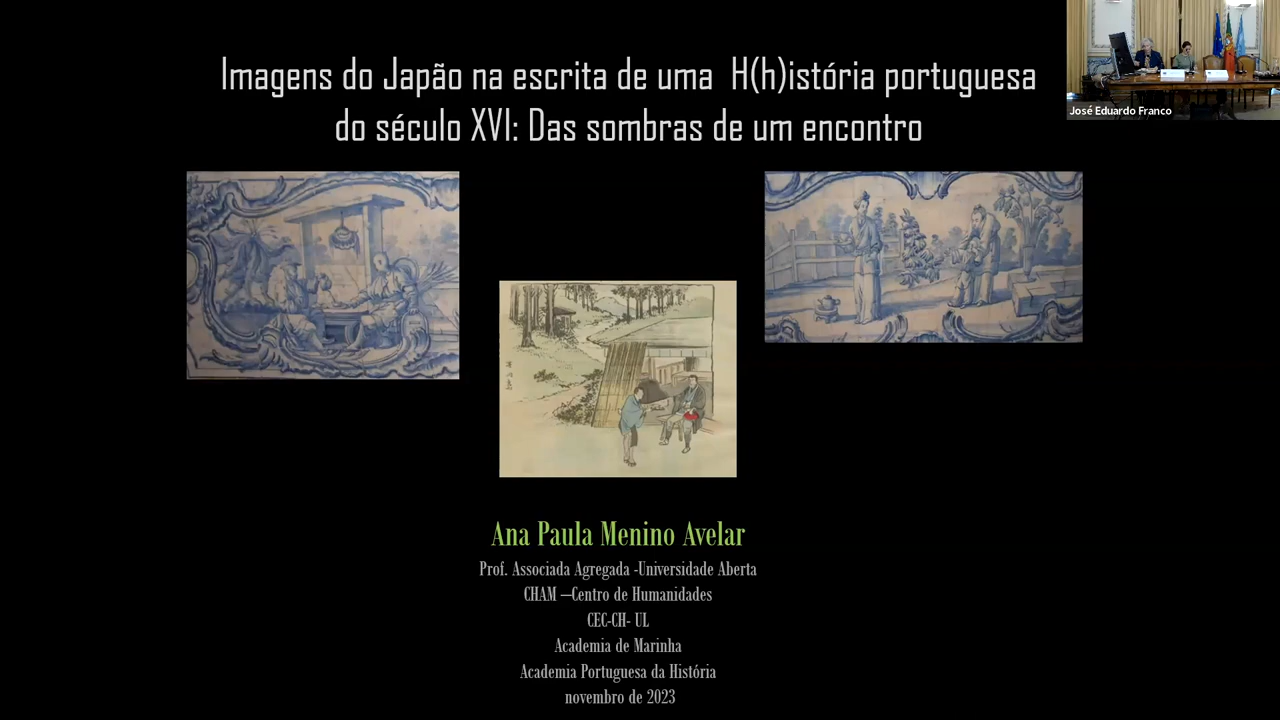 Imagens do Japão na escrita de uma H(h)istória portuguesa
do século XVI: Das sombras de um encontro
José Eduardo Franco
Ana Paula Menino Avelar
Prof. Associada Agregada -Universidade Aberta
CHAM –Centro de Humanidades
CEC-CH- UL
Academia de Marinha
Academia Portuguesa da História
novembro de 2023